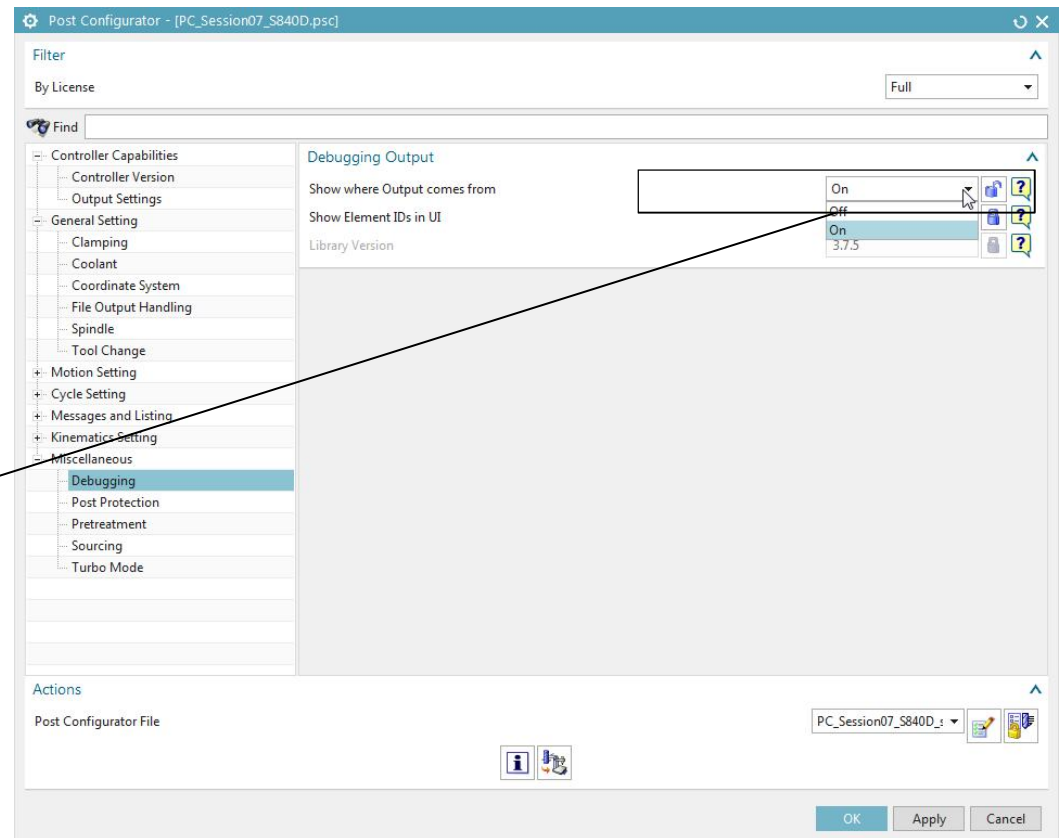 Post Configurator - [PC_Session07_S840D.psc]
Filter
By License
Full
Find
Controller Capabilities
Controller Version
Output Settings
General Setting
Clamping
Coolant
Coordinate System
File Output Handling
Spindle
Tool Change
Motion Setting
Cycle Setting
Messages and Listing
Kinematics Setting
Miscellaneous
Debugging
Post Protection
Pretreatment
Sourcing
Turbo Mode
Debugging Output
Show where Output comes from
On
Off
Show Element IDs in UI
On
Library Version
3.7.5
Actions
Post Configurator File
PC_Session07_S840D_s
OK Apply Cancel